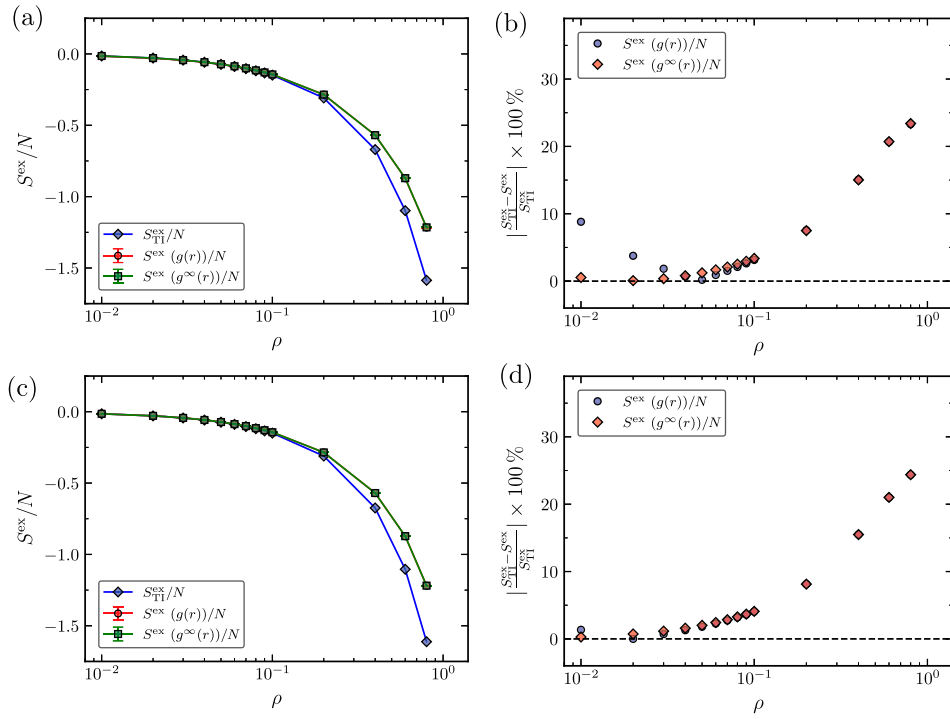 (a)
0.0
−0.5
−1.0
−1.5
S^ex/N
S^ex_TI/N
S^ex (g(r))/N
S^ex (g^∞(r))/N
10^−2
10^−1
10^0
ρ
(b)
30
20
10
0
|(S^ex_TI−S^ex)/S^ex_TI| × 100 %
S^ex (g(r))/N
S^ex (g^∞(r))/N
10^−2
10^−1
10^0
ρ
(c)
0.0
−0.5
−1.0
−1.5
S^ex/N
S^ex_TI/N
S^ex (g(r))/N
S^ex (g^∞(r))/N
10^−2
10^−1
10^0
ρ
(d)
30
20
10
0
|(S^ex_TI−S^ex)/S^ex_TI| × 100 %
S^ex (g(r))/N
S^ex (g^∞(r))/N
10^−2
10^−1
10^0
ρ